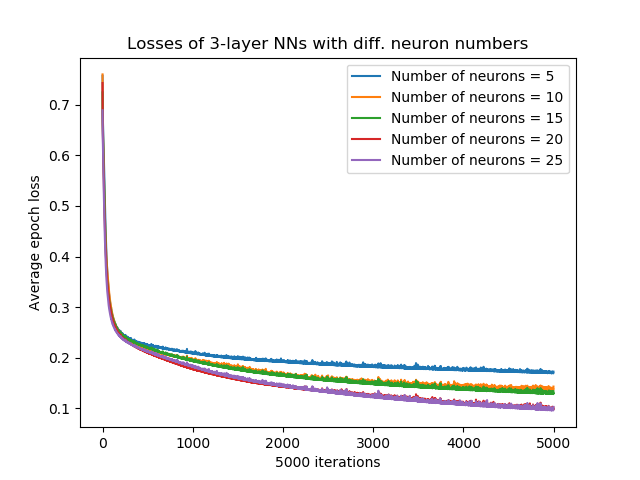 Losses of 3-layer NNs with diff. neuron numbers
Number of neurons = 5
Number of neurons = 10
Number of neurons = 15
Number of neurons = 20
Number of neurons = 25
Average epoch loss
0.7
0.6
0.5
0.4
0.3
0.2
0.1
0 1000 2000 3000 4000 5000
5000 iterations